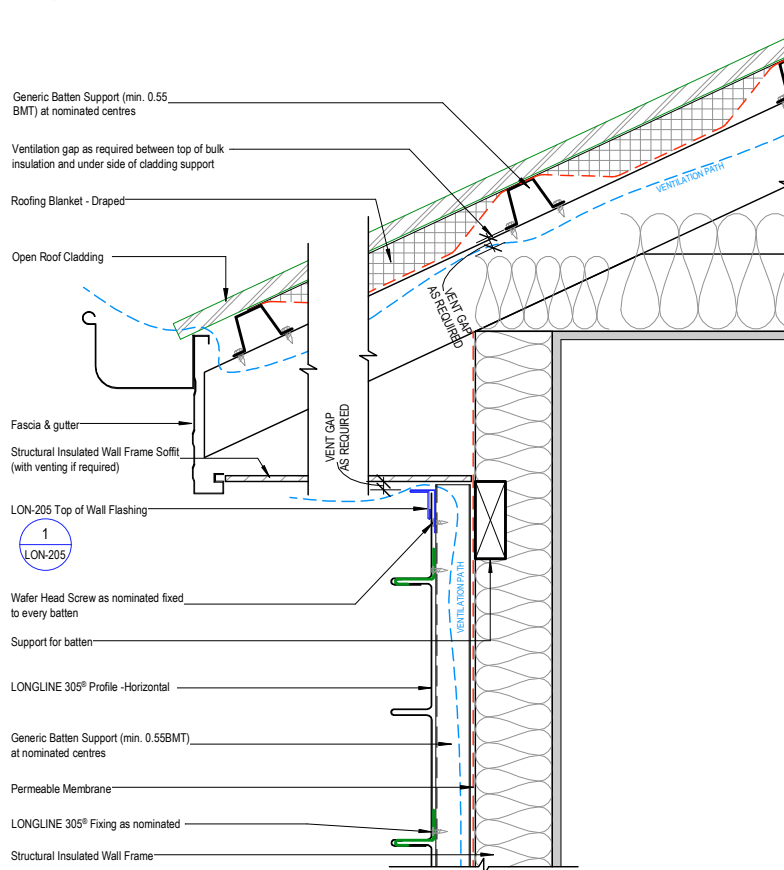 Generic Batten Support (min. 0.55
BMT) at nominated centres
Ventilation gap as required between top of bulk
insulation and under side of cladding support
VENTILATION PATH
Roofing Blanket - Draped
Open Roof Cladding
VENT GAP
AS REQUIRED
Fascia & gutter
VENT GAP
AS REQUIRED
Structural Insulated Wall Frame Soffit
(with venting if required)
LON-205 Top of Wall Flashing
1
LON-205
VENTILATION PATH
Wafer Head Screw as nominated fixed
to every batten
Support for batten
LONGLINE 305® Profile -Horizontal
Generic Batten Support (min. 0.55BMT)
at nominated centres
Permeable Membrane
LONGLINE 305® Fixing as nominated
Structural Insulated Wall Frame